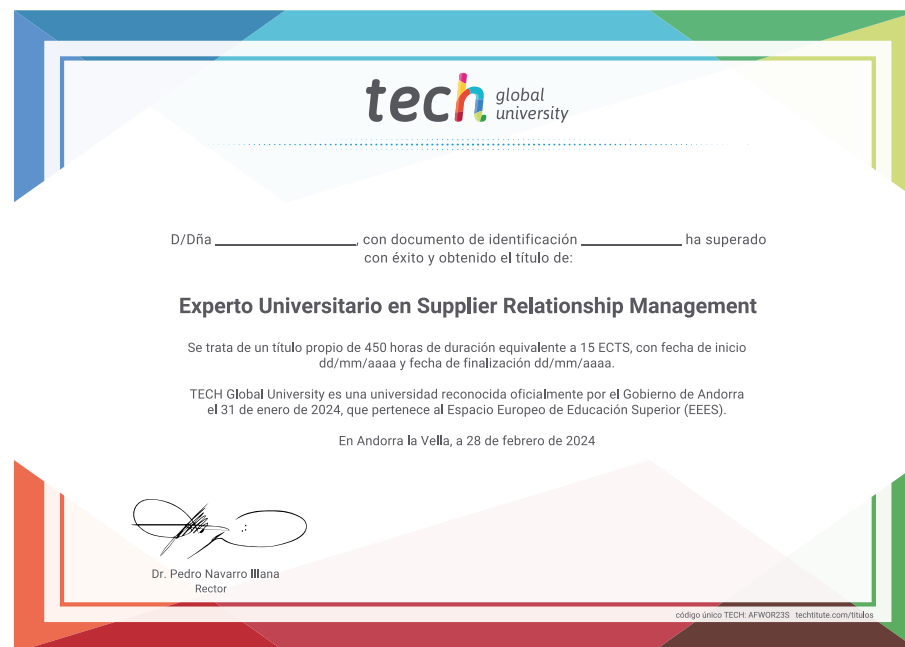 tech global university
D/Dña ____________________, con documento de identificación ______________ ha superado
con éxito y obtenido el título de:
Experto Universitario en Supplier Relationship Management
Se trata de un título propio de 450 horas de duración equivalente a 15 ECTS, con fecha de inicio
dd/mm/aaaa y fecha de finalización dd/mm/aaaa.
TECH Global University es una universidad reconocida oficialmente por el Gobierno de Andorra
el 31 de enero de 2024, que pertenece al Espacio Europeo de Educación Superior (EEES).
En Andorra la Vella, a 28 de febrero de 2024
Dr. Pedro Navarro Illana
Rector
código único TECH: AFWOR23S techtitute.com/titulos